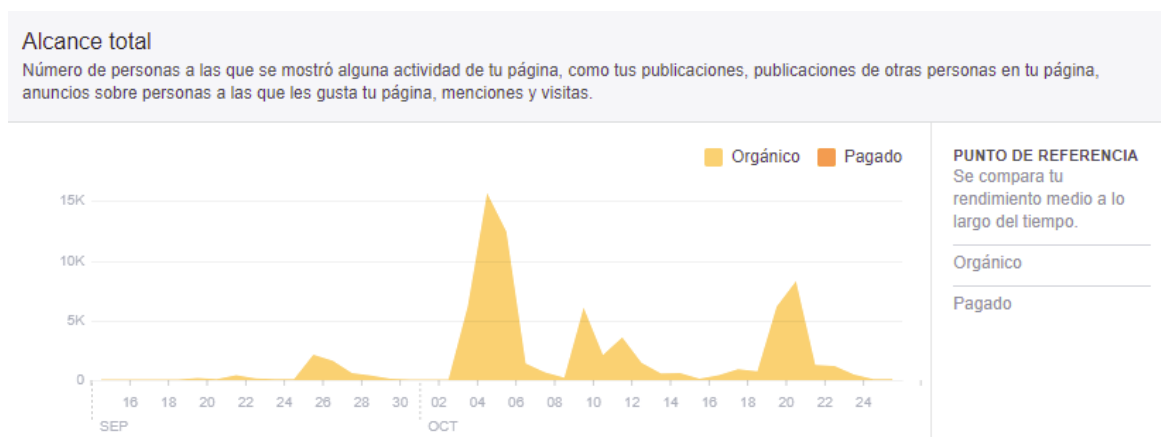 Alcance total
Número de personas a las que se mostró alguna actividad de tu página, como tus publicaciones, publicaciones de otras personas en tu página,
anuncios sobre personas a las que les gusta tu página, menciones y visitas.
Orgánico Pagado
15K
10K
5K
0
16 18 20 22 24 26 28 30 02 04 06 08 10 12 14 16 18 20 22 24
SEP OCT
PUNTO DE REFERENCIA
Se compara tu
rendimiento medio a lo
largo del tiempo.
Orgánico
Pagado